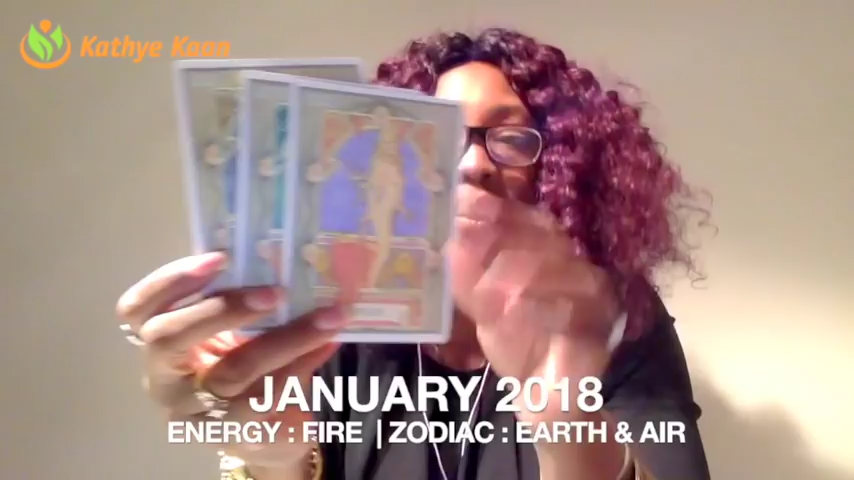 Kathye Kaan
JANUARY 2018
ENERGY : FIRE | ZODIAC : EARTH & AIR